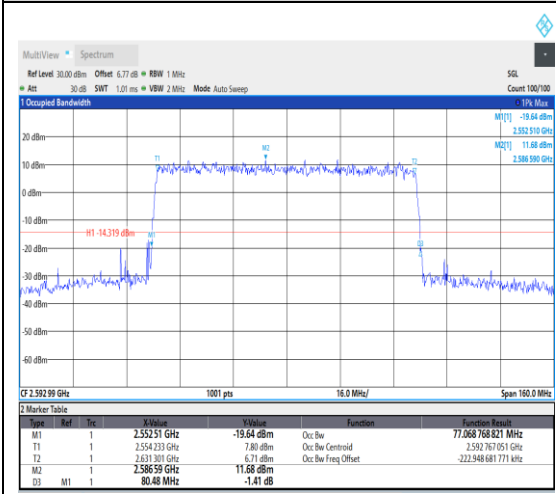 MultiView Spectrum
Ref Level 30.00 dBm Offset 6.77 dB RBW 1 MHz SGL
Att 30 dB SWT 1.01 ms VBW 2 MHz Mode Auto Sweep Count 100/100
1 Occupied Bandwidth 1Pk Max
M1[1] -19.64 dBm
2.552 510 GHz
M2[1] 11.68 dBm
2.586 590 GHz
20 dBm
M2
T1 T2
10 dBm
0 dBm
-10 dBm
H1 -14.319 dBm M1
-20 dBm D3
-30 dBm
-40 dBm
-50 dBm
-60 dBm
CF 2.592 99 GHz 1001 pts 16.0 MHz/ Span 160.0 MHz
2 Marker Table
Type Ref Trc X-Value Y-Value Function Function Result
M1 1 2.552 51 GHz -19.64 dBm Occ Bw 77.068 768 821 MHz
T1 1 2.554 233 GHz 7.80 dBm Occ Bw Centroid 2.592 767 051 GHz
T2 1 2.631 301 GHz 6.71 dBm Occ Bw Freq Offset -222.948 681 771 kHz
M2 1 2.586 59 GHz 11.68 dBm
D3 M1 1 80.48 MHz -1.41 dB